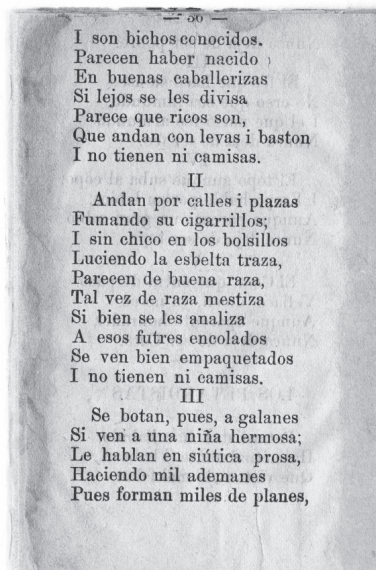 — 30 —
I son bichos conocidos.
Parecen haber nacido
En buenas caballerizas
Si lejos se les divisa
Parece que ricos son,
Que andan con levas i baston
I no tienen ni camisas.
II
Andan por calles i plazas
Fumando su cigarrillos;
I sin chico en los bolsillos
Luciendo la esbelta traza,
Parecen de buena raza,
Tal vez de raza mestiza
Si bien se les analiza
A esos futres encolados
Se ven bien empaquetados
I no tienen ni camisas.
III
Se botan, pues, a galanes
Si ven a una niña hermosa;
Le hablan en siútica prosa,
Haciendo mil ademanes
Pues forman miles de planes,